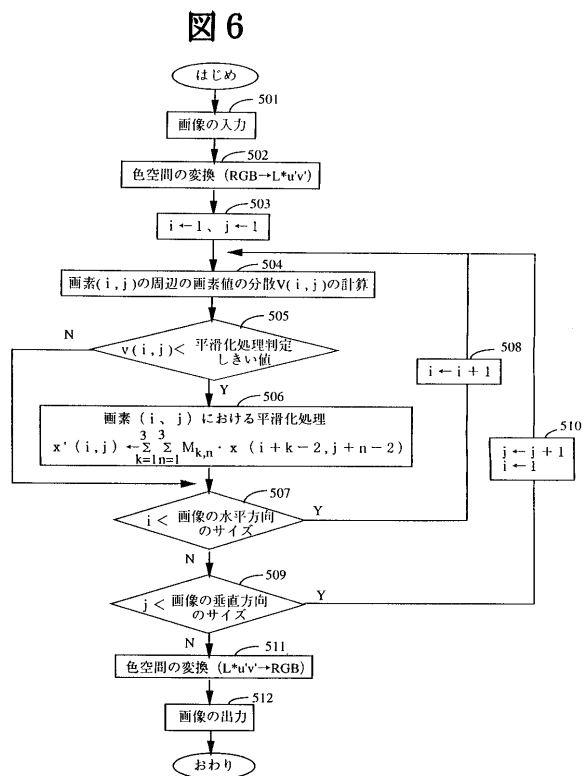 図6
はじめ
501
画像の入力
502
色空間の変換（RGB→L*u'v'）
503
i←1、j←1
504
画素(i,j)の周辺の画素値の分散V(i,j)の計算
505
N
v(i,j)< 平滑化処理判定
しきい値
Y
506
画素（i、j）における平滑化処理
x'(i,j)←
3
Σ
k=1
3
Σ
n=1
M k,n・x (i+k-2,j+n-2)
507
i< 画像の水平方向
のサイズ
Y
N
508
i←i+1
509
j< 画像の垂直方向
のサイズ
Y
N
510
j←j+1
i←1
511
色空間の変換（L*u'v'→RGB）
512
画像の出力
おわり